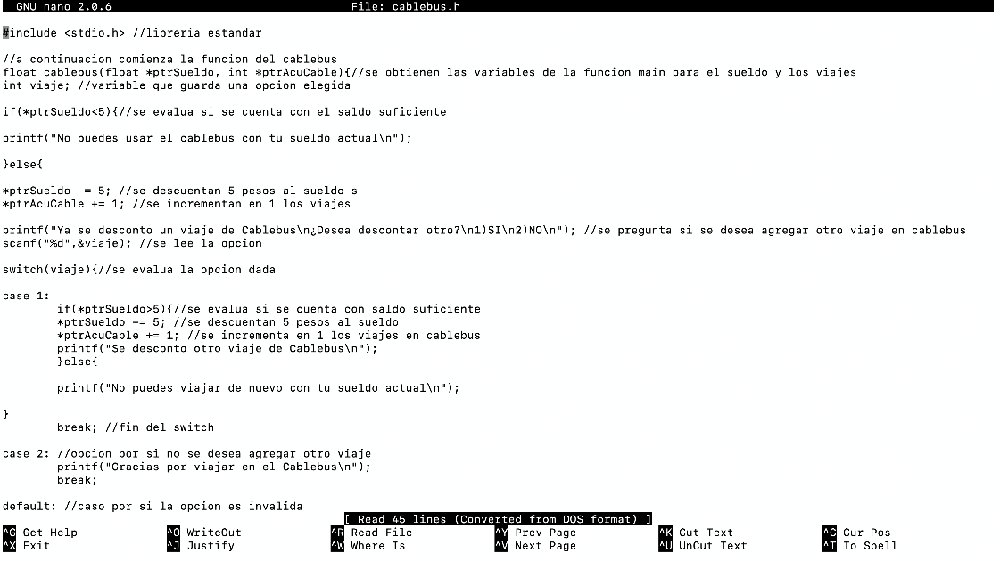 GNU nano 2.0.6 File: cablebus.h
#include <stdio.h> //libreria estandar
//a continuacion comienza la funcion del cablebus
float cablebus(float *ptrSueldo, int *ptrAcuCable){//se obtienen las variables de la funcion main para el sueldo y los viajes
int viaje; //variable que guarda una opcion elegida
if(*ptrSueldo<5){//se evalua si se cuenta con el saldo suficiente
printf("No puedes usar el cablebus con tu sueldo actual\n");
}else{
*ptrSueldo -= 5; //se descuentan 5 pesos al sueldo s
*ptrAcuCable += 1; //se incrementan en 1 los viajes
printf("Ya se desconto un viaje de Cablebus\n¿Desea descontar otro?\n1)SI\n2)NO\n"); //se pregunta si se desea agregar otro viaje en cablebus
scanf("%d",&viaje); //se lee la opcion
switch(viaje){//se evalua la opcion dada
case 1:
if(*ptrSueldo>5){//se evalua si se cuenta con saldo suficiente
*ptrSueldo -= 5; //se descuentan 5 pesos al sueldo
*ptrAcuCable += 1; //se incrementa en 1 los viajes en cablebus
printf("Se desconto otro viaje de Cablebus\n");
}else{
printf("No puedes viajar de nuevo con tu sueldo actual\n");
}
break; //fin del switch
case 2: //opcion por si no se desea agregar otro viaje
printf("Gracias por viajar en el Cablebus\n");
break;
default: //caso por si la opcion es invalida
[ Read 45 lines (Converted from DOS format) ]
^G Get Help ^O WriteOut ^R Read File ^Y Prev Page ^K Cut Text ^C Cur Pos
^X Exit ^J Justify ^W Where Is ^V Next Page ^U UnCut Text ^T To Spell